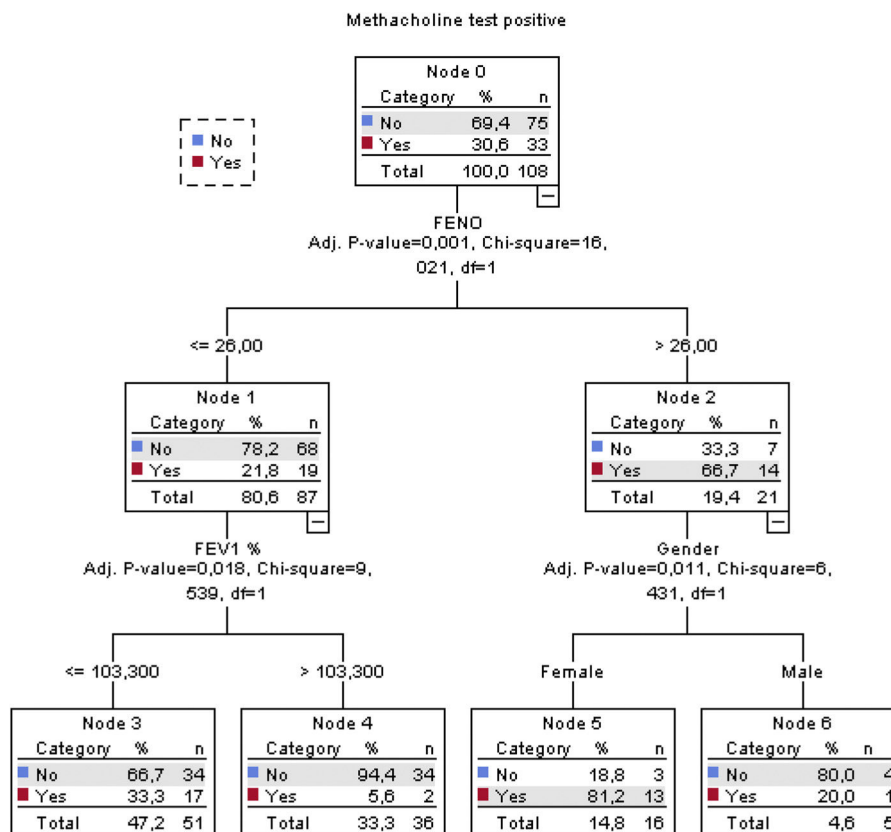 Methacholine test positive
No
Yes
Node 0
Category % n
No 69,4 75
Yes 30,6 33
Total 100,0 108
FENO
Adj. P-value=0,001, Chi-square=16,
021, df=1
<= 26,00
> 26,00
Node 1
Category % n
No 78,2 68
Yes 21,8 19
Total 80,6 87
Node 2
Category % n
No 33,3 7
Yes 66,7 14
Total 19,4 21
FEV1 %
Adj. P-value=0,018, Chi-square=9,
539, df=1
Gender
Adj. P-value=0,011, Chi-square=6,
431, df=1
<= 103,300
> 103,300
Female
Male
Node 3
Category % n
No 66,7 34
Yes 33,3 17
Total 47,2 51
Node 4
Category % n
No 94,4 34
Yes 5,6 2
Total 33,3 36
Node 5
Category % n
No 18,8 3
Yes 81,2 13
Total 14,8 16
Node 6
Category % n
No 80,0 4
Yes 20,0 1
Total 4,6 5